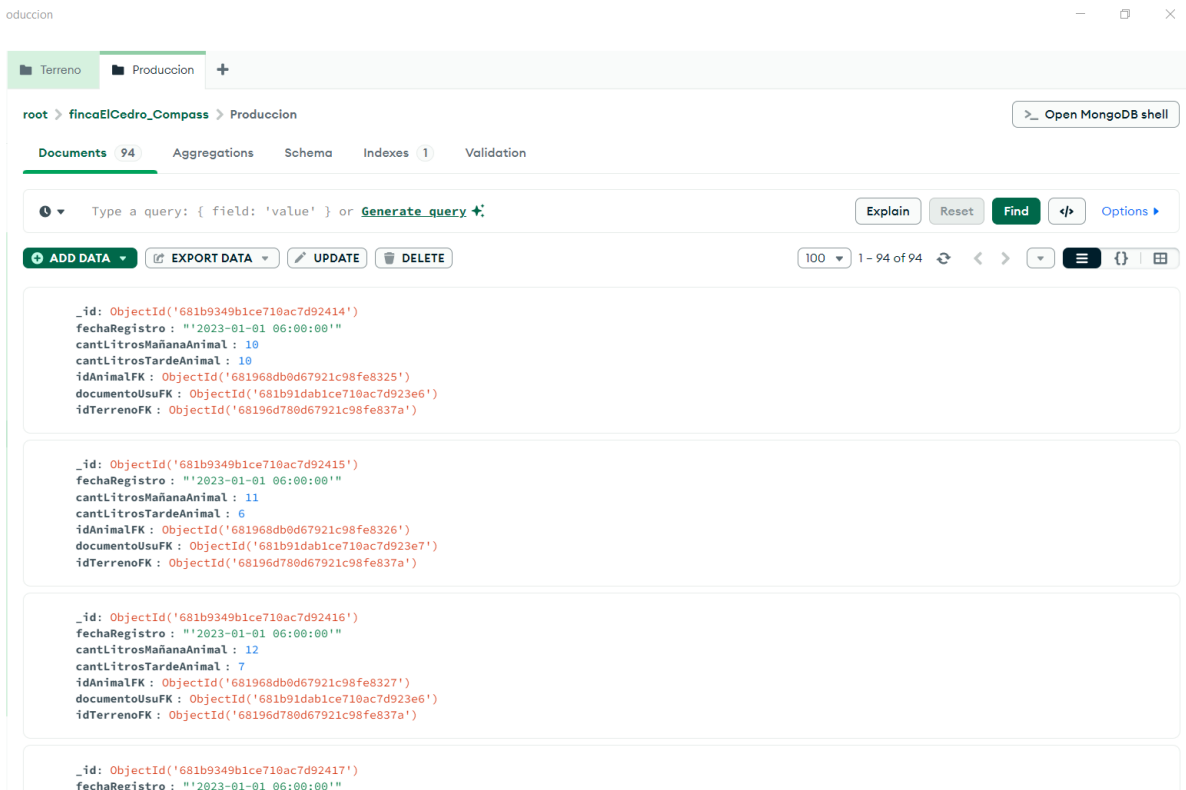 oduccion
Terreno Produccion
root > fincaElCedro_Compass > Produccion
>_ Open MongoDB shell
Documents 94 Aggregations Schema Indexes 1 Validation
Type a query: { field: 'value' } or Generate query
Explain Reset Find </> Options
ADD DATA EXPORT DATA UPDATE DELETE
100 1 – 94 of 94 {}
_id: ObjectId('681b9349b1ce710ac7d92414')
fechaRegistro : "'2023-01-01 06:00:00'"
cantLitrosMañanaAnimal : 10
cantLitrosTardeAnimal : 10
idAnimalFK : ObjectId('681968db0d67921c98fe8325')
documentoUsuFK : ObjectId('681b91dab1ce710ac7d923e6')
idTerrenoFK : ObjectId('68196d780d67921c98fe837a')
_id: ObjectId('681b9349b1ce710ac7d92415')
fechaRegistro : "'2023-01-01 06:00:00'"
cantLitrosMañanaAnimal : 11
cantLitrosTardeAnimal : 6
idAnimalFK : ObjectId('681968db0d67921c98fe8326')
documentoUsuFK : ObjectId('681b91dab1ce710ac7d923e7')
idTerrenoFK : ObjectId('68196d780d67921c98fe837a')
_id: ObjectId('681b9349b1ce710ac7d92416')
fechaRegistro : "'2023-01-01 06:00:00'"
cantLitrosMañanaAnimal : 12
cantLitrosTardeAnimal : 7
idAnimalFK : ObjectId('681968db0d67921c98fe8327')
documentoUsuFK : ObjectId('681b91dab1ce710ac7d923e6')
idTerrenoFK : ObjectId('68196d780d67921c98fe837a')
_id: ObjectId('681b9349b1ce710ac7d92417')
fechaRegistro : "'2023-01-01 06:00:00'"